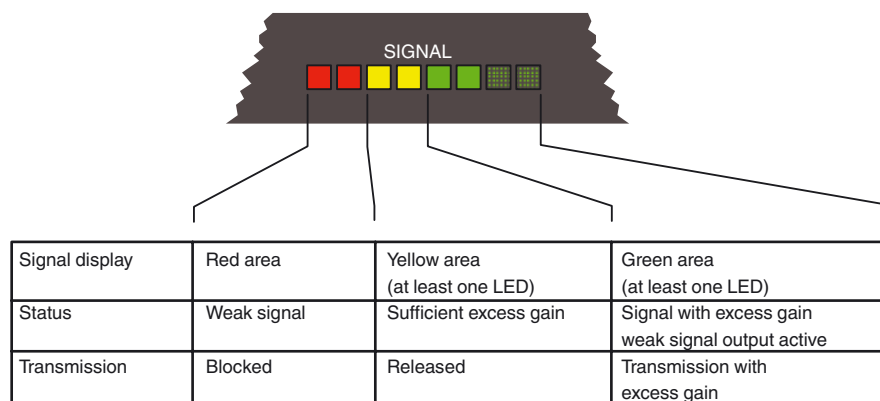 SIGNAL
Signal display
Red area
Yellow area
(at least one LED)
Green area
(at least one LED)
Status
Weak signal
Sufficient excess gain
Signal with excess gain
weak signal output active
Transmission
Blocked
Released
Transmission with
excess gain